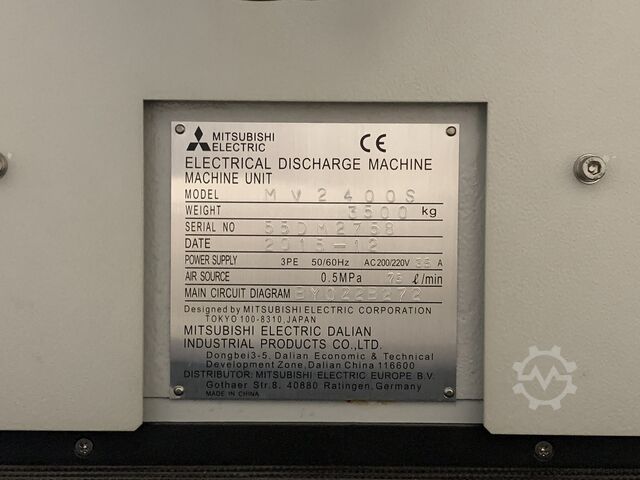 MITSUBISHI
ELECTRIC
CE
ELECTRICAL DISCHARGE MACHINE
MACHINE UNIT
MODEL MV2400S
WEIGHT 3500 kg
SERIAL NO 55DM2758
DATE 2015-12
POWER SUPPLY 3PE 50/60Hz AC200/220V 35 A
AIR SOURCE 0.5MPa 75 ℓ/min
MAIN CIRCUIT DIAGRAM BY022B272
Designed by MITSUBISHI ELECTRIC CORPORATION
TOKYO 100-8310, JAPAN
MITSUBISHI ELECTRIC DALIAN
INDUSTRIAL PRODUCTS CO.,LTD.
Dongbei3-5, Dalian Economic & Technical
Development Zone, Dalian China 116600
DISTRIBUTOR: MITSUBISHI ELECTRIC EUROPE B.V.
Gothaer Str.8, 40880 Ratingen, Germany
MADE IN CHINA